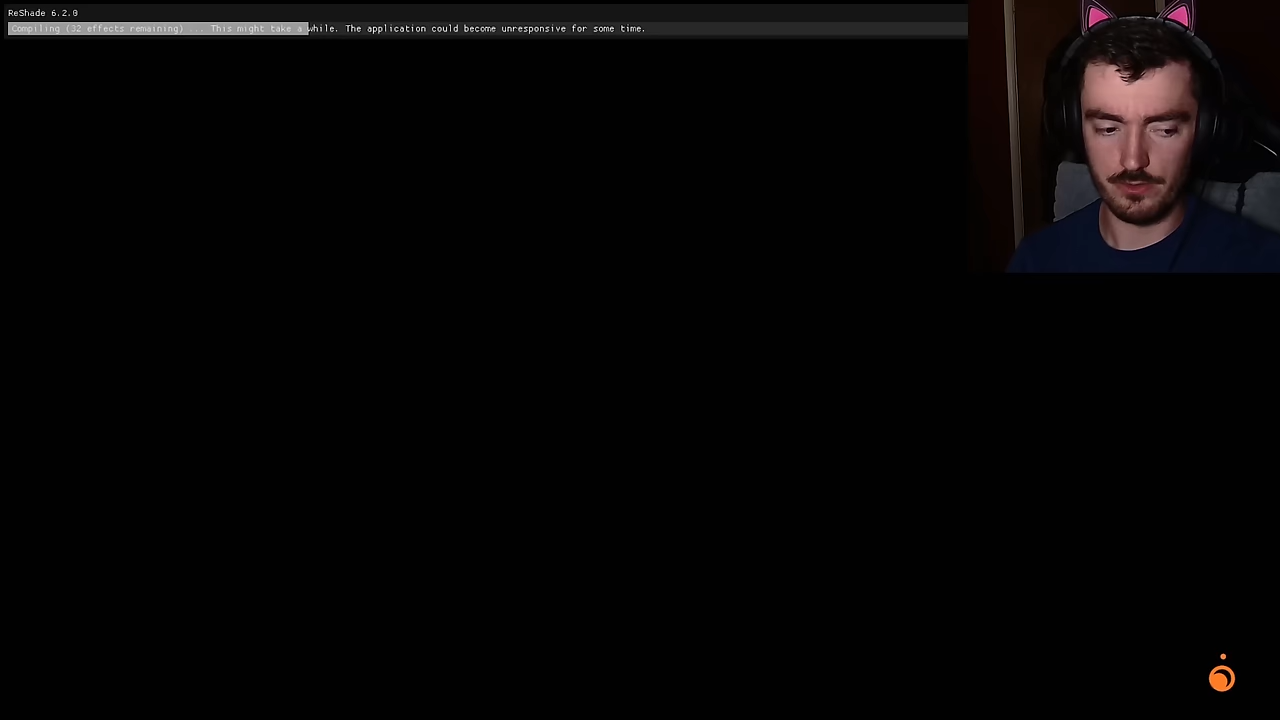 ReShade 6.2.0
Compiling (32 effects remaining) ... This might take a while. The application could become unresponsive for some time.